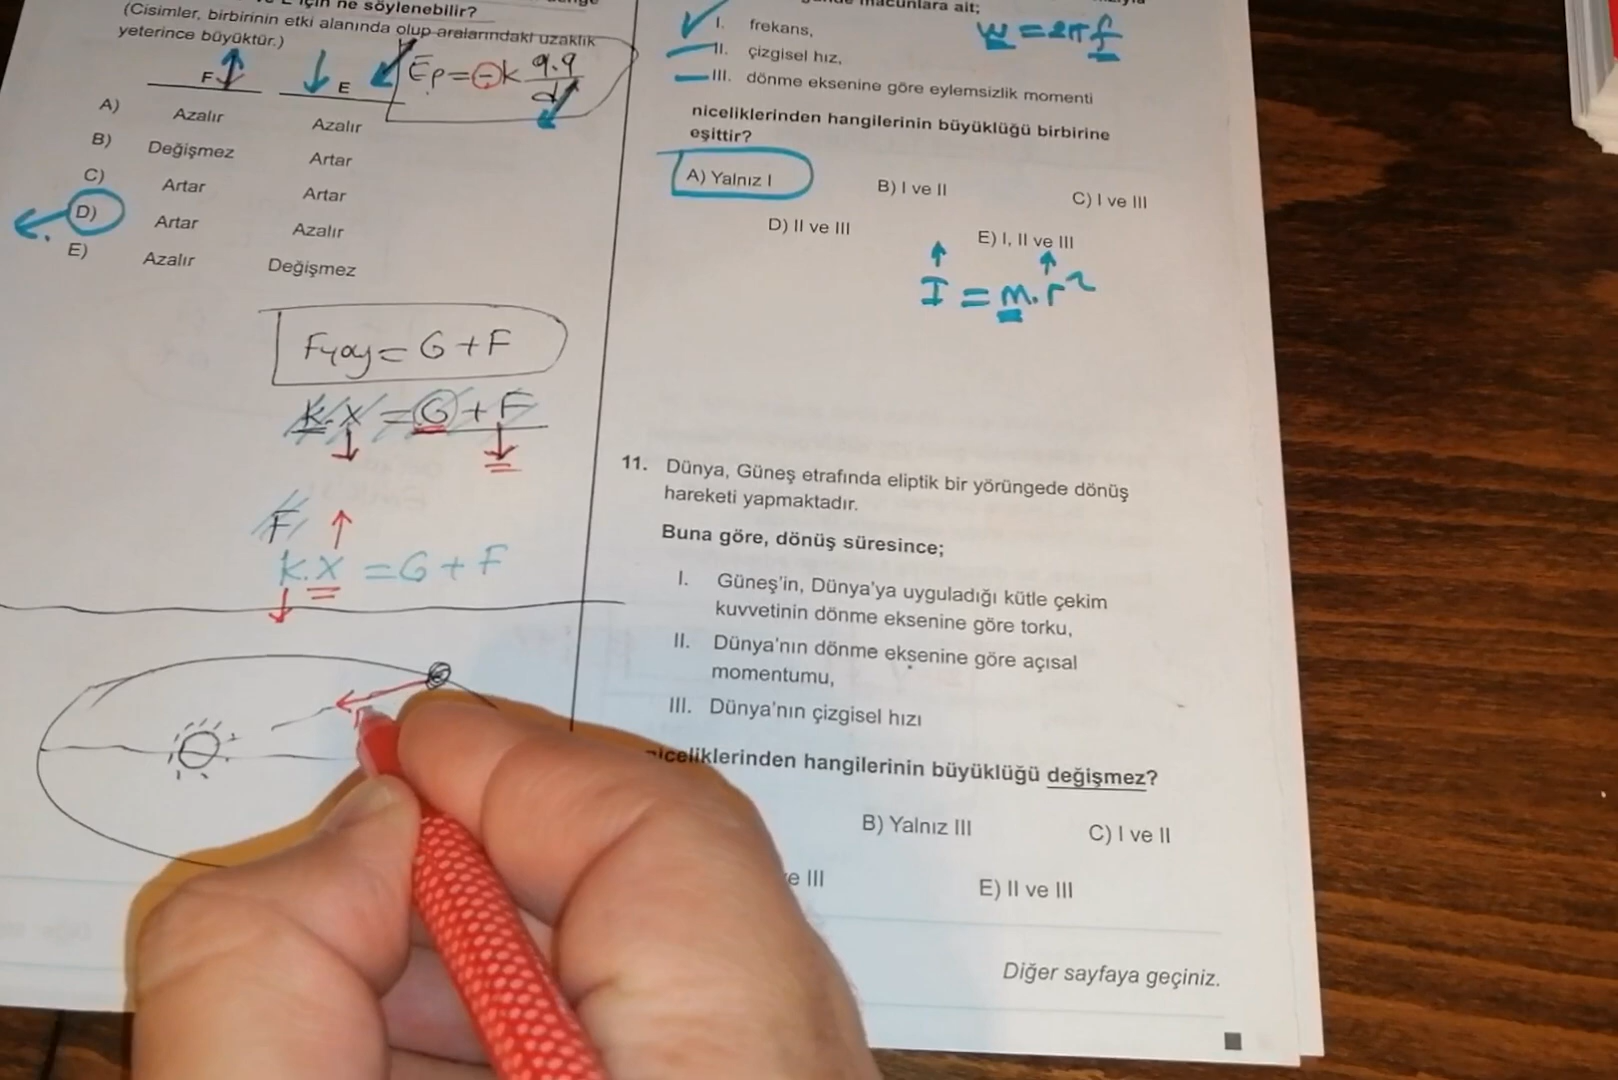 için ne söylenebilir?
(Cisimler, birbirinin etki alanında olup aralarındaki uzaklık
yeterince büyüktür.)
F E
Ep=-k q.q
d
A) Azalır Azalır
B) Değişmez Artar
C) Artar Artar
D) Artar Azalır
E) Azalır Değişmez
Fyay = G + F
k.x = G + F
F
k.x = G + F
ait;
I. frekans,
II. çizgisel hız,
III. dönme eksenine göre eylemsizlik momenti
w = 2πf
niceliklerinden hangilerinin büyüklüğü birbirine
eşittir?
A) Yalnız I B) I ve II C) I ve III
D) II ve III E) I, II ve III
I = m.r²
11. Dünya, Güneş etrafında eliptik bir yörüngede dönüş
hareketi yapmaktadır.
Buna göre, dönüş süresince;
I. Güneş'in, Dünya'ya uyguladığı kütle çekim
kuvvetinin dönme eksenine göre torku,
II. Dünya'nın dönme eksenine göre açısal
momentumu,
III. Dünya'nın çizgisel hızı
niceliklerinden hangilerinin büyüklüğü değişmez?
B) Yalnız III C) I ve II
III E) II ve III
Diğer sayfaya geçiniz.